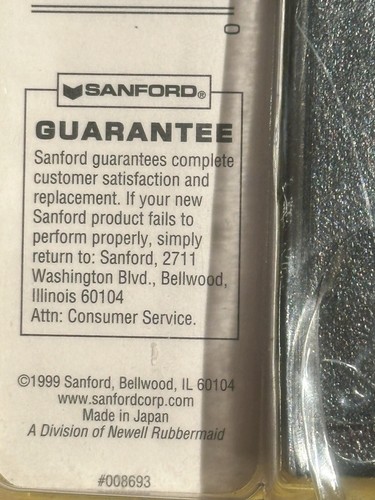 0
SANFORD®
GUARANTEE
Sanford guarantees complete
customer satisfaction and
replacement. If your new
Sanford product fails to
perform properly, simply
return to: Sanford, 2711
Washington Blvd., Bellwood,
Illinois 60104
Attn: Consumer Service.
©1999 Sanford, Bellwood, IL 60104
www.sanfordcorp.com
Made in Japan
A Division of Newell Rubbermaid
#008693